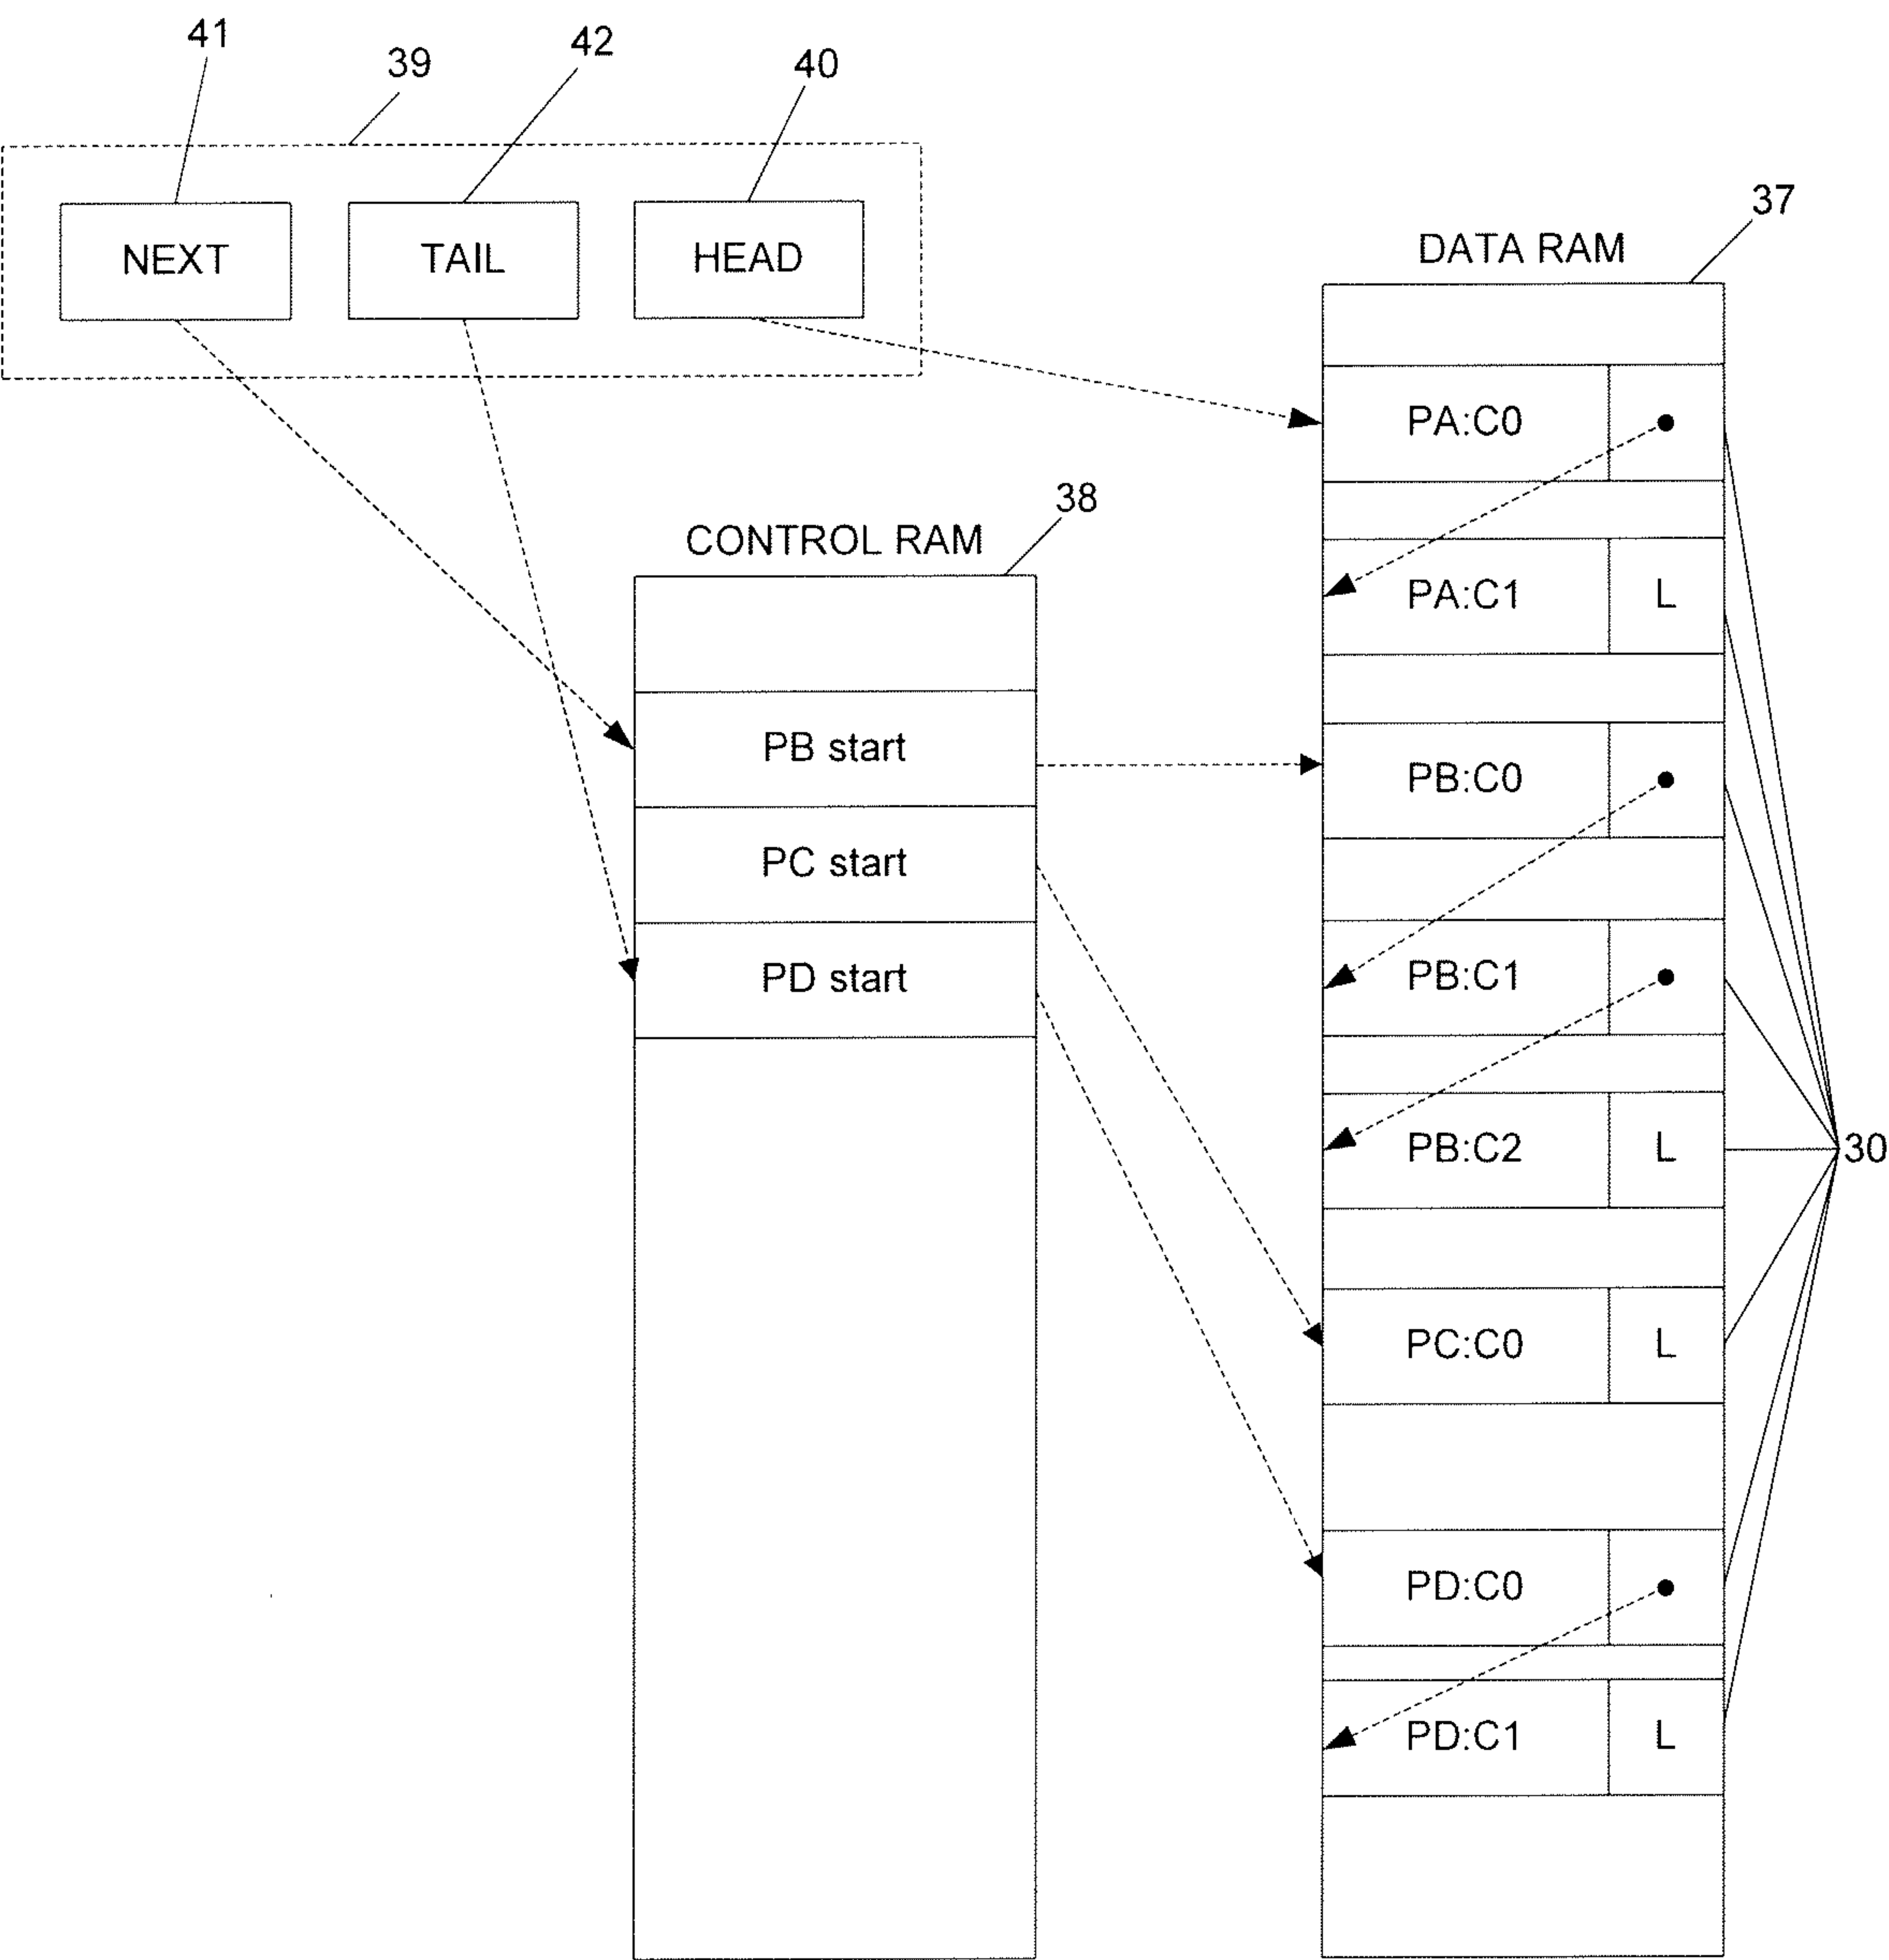 41
39
42
40
NEXT
TAIL
HEAD
37
DATA RAM
PA:C0
38
CONTROL RAM
PA:C1 L
PB start
PB:C0
PC start
PD start
PB:C1
PB:C2 L
30
PC:C0 L
PD:C0
PD:C1 L